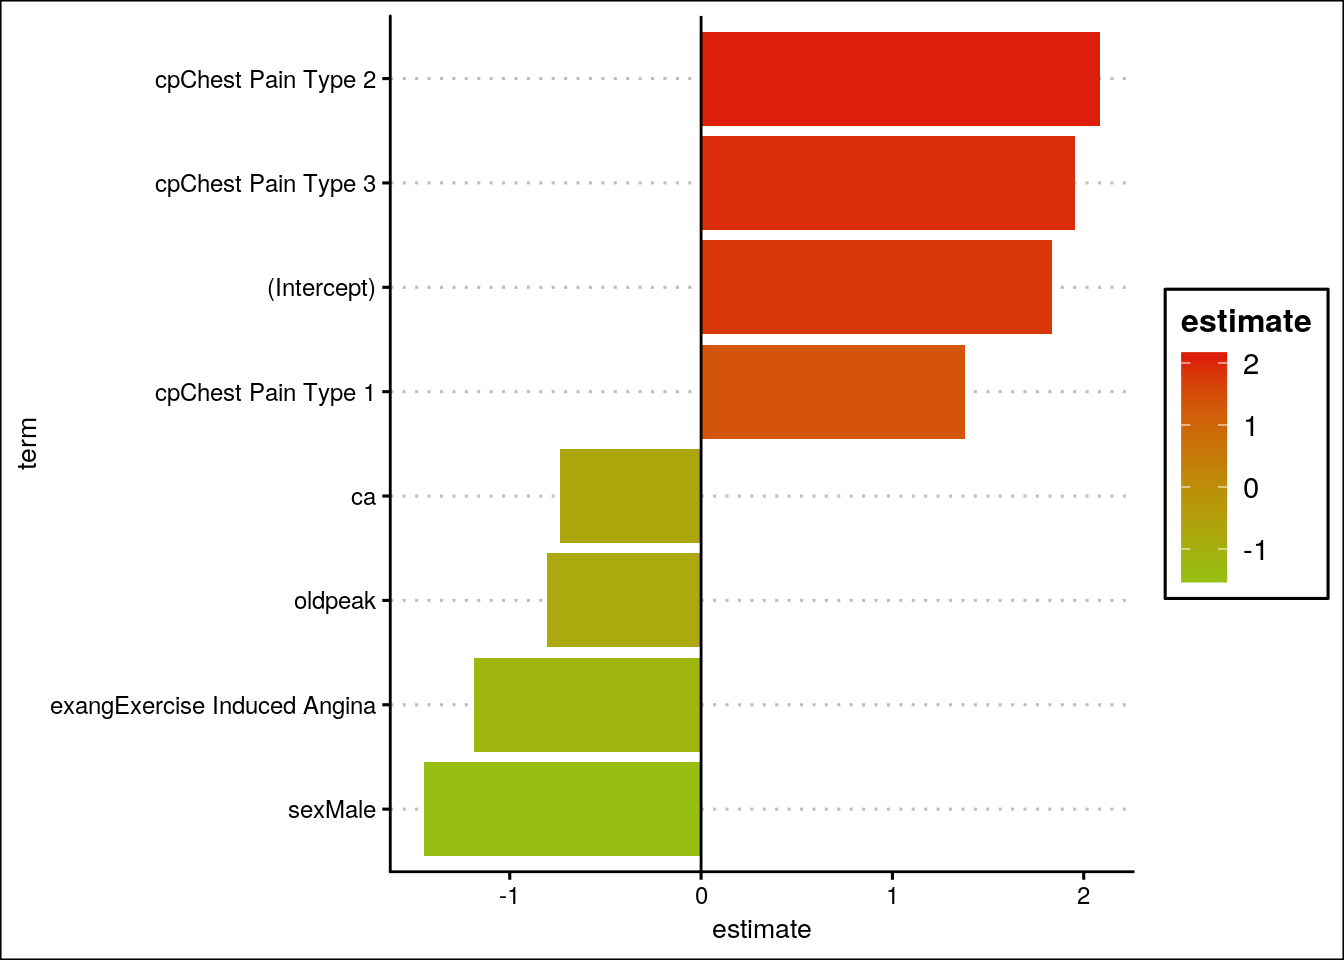 cpChest Pain Type 2
cpChest Pain Type 3
(Intercept)
cpChest Pain Type 1
ca
oldpeak
exangExercise Induced Angina
sexMale
term
-1
0
1
2
estimate
estimate
2
1
0
-1